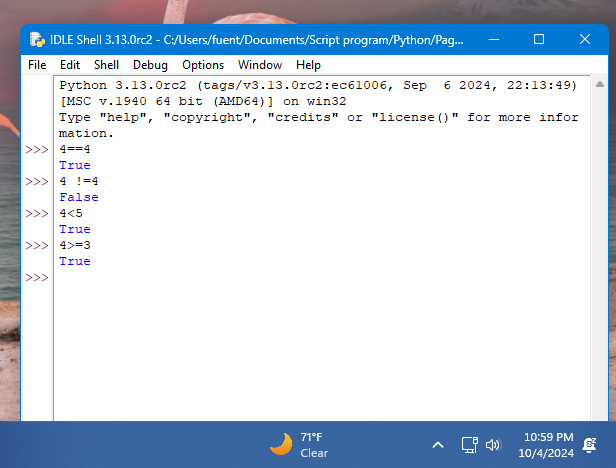 IDLE Shell 3.13.0rc2 - C:/Users/fuent/Documents/Script program/Python/Pag...
File Edit Shell Debug Options Window Help
Python 3.13.0rc2 (tags/v3.13.0rc2:ec61006, Sep  6 2024, 22:13:49)
[MSC v.1940 64 bit (AMD64)] on win32
Type "help", "copyright", "credits" or "license()" for more infor
mation.
>>> 4==4
True
>>> 4 !=4
False
>>> 4<5
True
>>> 4>=3
True
>>>
71°F
Clear
10:59 PM
10/4/2024